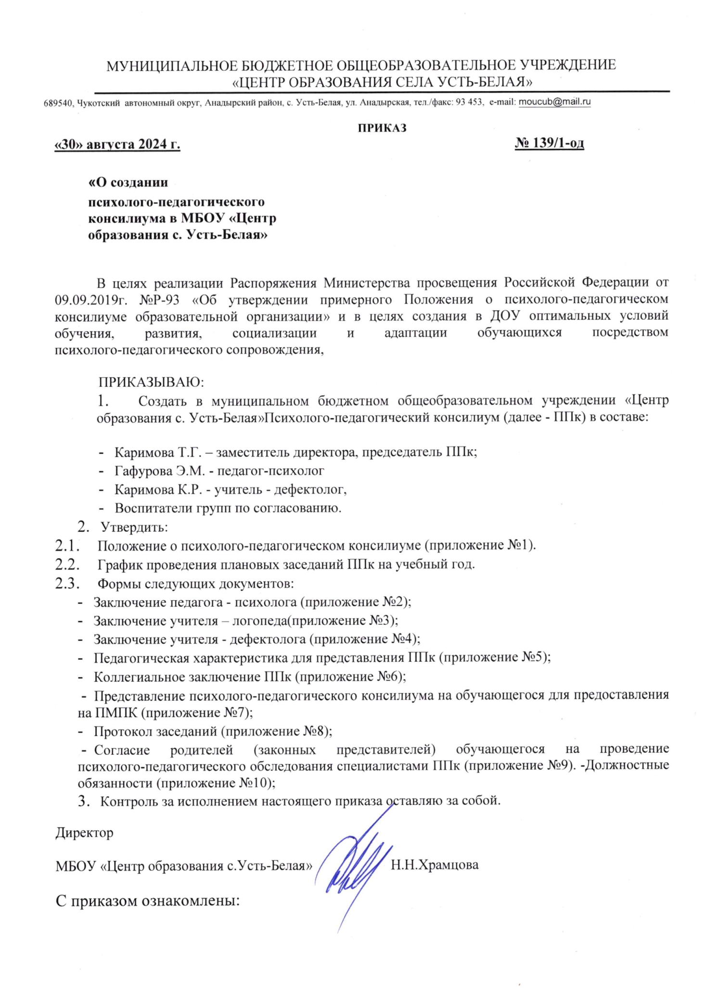 МУНИЦИПАЛЬНОЕ БЮДЖЕТНОЕ ОБЩЕОБРАЗОВАТЕЛЬНОЕ УЧРЕЖДЕНИЕ
«ЦЕНТР ОБРАЗОВАНИЯ СЕЛА УСТЬ-БЕЛАЯ»
689540, Чукотский автономный округ, Анадырский район, с. Усть-Белая, ул. Анадырская, тел./факс: 93 453, e-mail: moucub@mail.ru
ПРИКАЗ
«30» августа 2024 г. № 139/1-од
«О создании
психолого-педагогического
консилиума в МБОУ «Центр
образования с. Усть-Белая»
В целях реализации Распоряжения Министерства просвещения Российской Федерации от
09.09.2019г. №Р-93 «Об утверждении примерного Положения о психолого-педагогическом
консилиуме образовательной организации» и в целях создания в ДОУ оптимальных условий
обучения, развития, социализации и адаптации обучающихся посредством
психолого-педагогического сопровождения,
ПРИКАЗЫВАЮ:
1. Создать в муниципальном бюджетном общеобразовательном учреждении «Центр
образования с. Усть-Белая»Психолого-педагогический консилиум (далее - ППк) в составе:
- Каримова Т.Г. – заместитель директора, председатель ППк;
- Гафурова Э.М. - педагог-психолог
- Каримова К.Р. - учитель - дефектолог,
- Воспитатели групп по согласованию.
2. Утвердить:
2.1. Положение о психолого-педагогическом консилиуме (приложение №1).
2.2. График проведения плановых заседаний ППк на учебный год.
2.3. Формы следующих документов:
- Заключение педагога - психолога (приложение №2);
- Заключение учителя – логопеда(приложение №3);
- Заключение учителя - дефектолога (приложение №4);
- Педагогическая характеристика для представления ППк (приложение №5);
- Коллегиальное заключение ППк (приложение №6);
- Представление психолого-педагогического консилиума на обучающегося для предоставления
на ПМПК (приложение №7);
- Протокол заседаний (приложение №8);
- Согласие родителей (законных представителей) обучающегося на проведение
психолого-педагогического обследования специалистами ППк (приложение №9). -Должностные
обязанности (приложение №10);
3. Контроль за исполнением настоящего приказа оставляю за собой.
Директор
МБОУ «Центр образования с.Усть-Белая» Н.Н.Храмцова
С приказом ознакомлены: